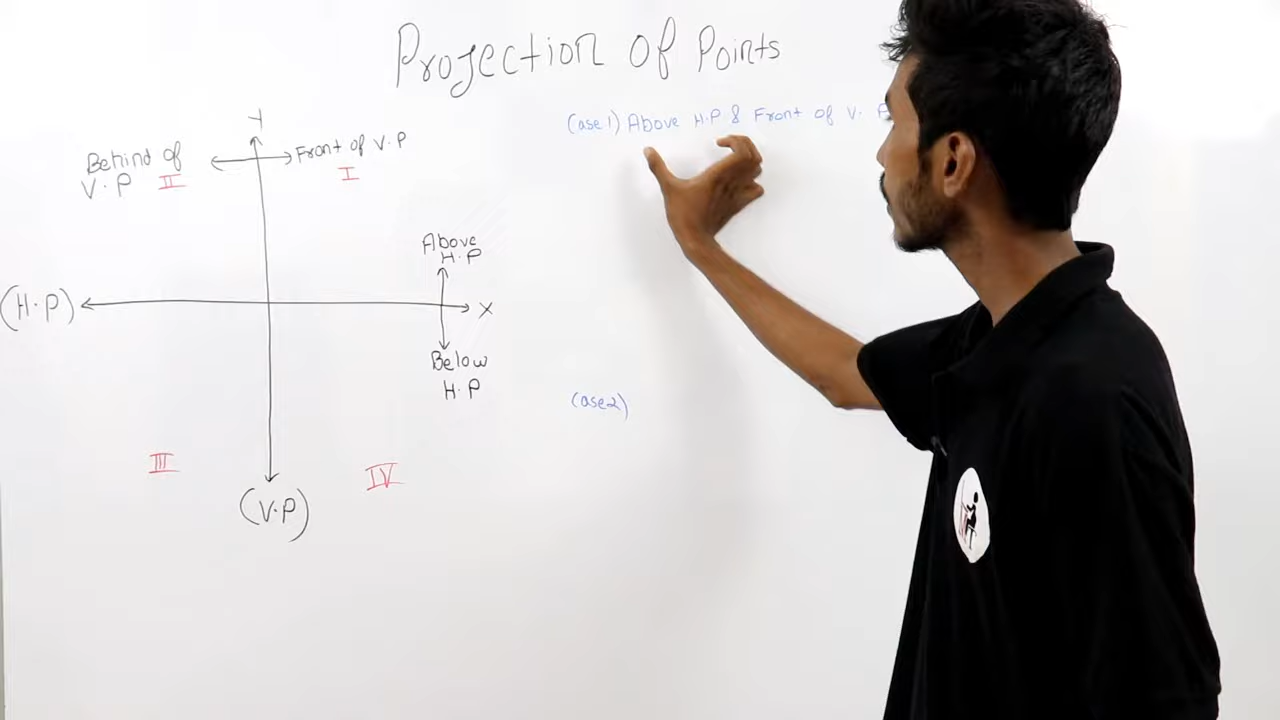 Projection of Points
(Case 1) Above H.P & Front of V. P
Y
Behind of
V.P II
Front of V.P
I
Above
H.P
(H.P)
X
Below
H.P
(Case 2)
III
IV
(V.P)